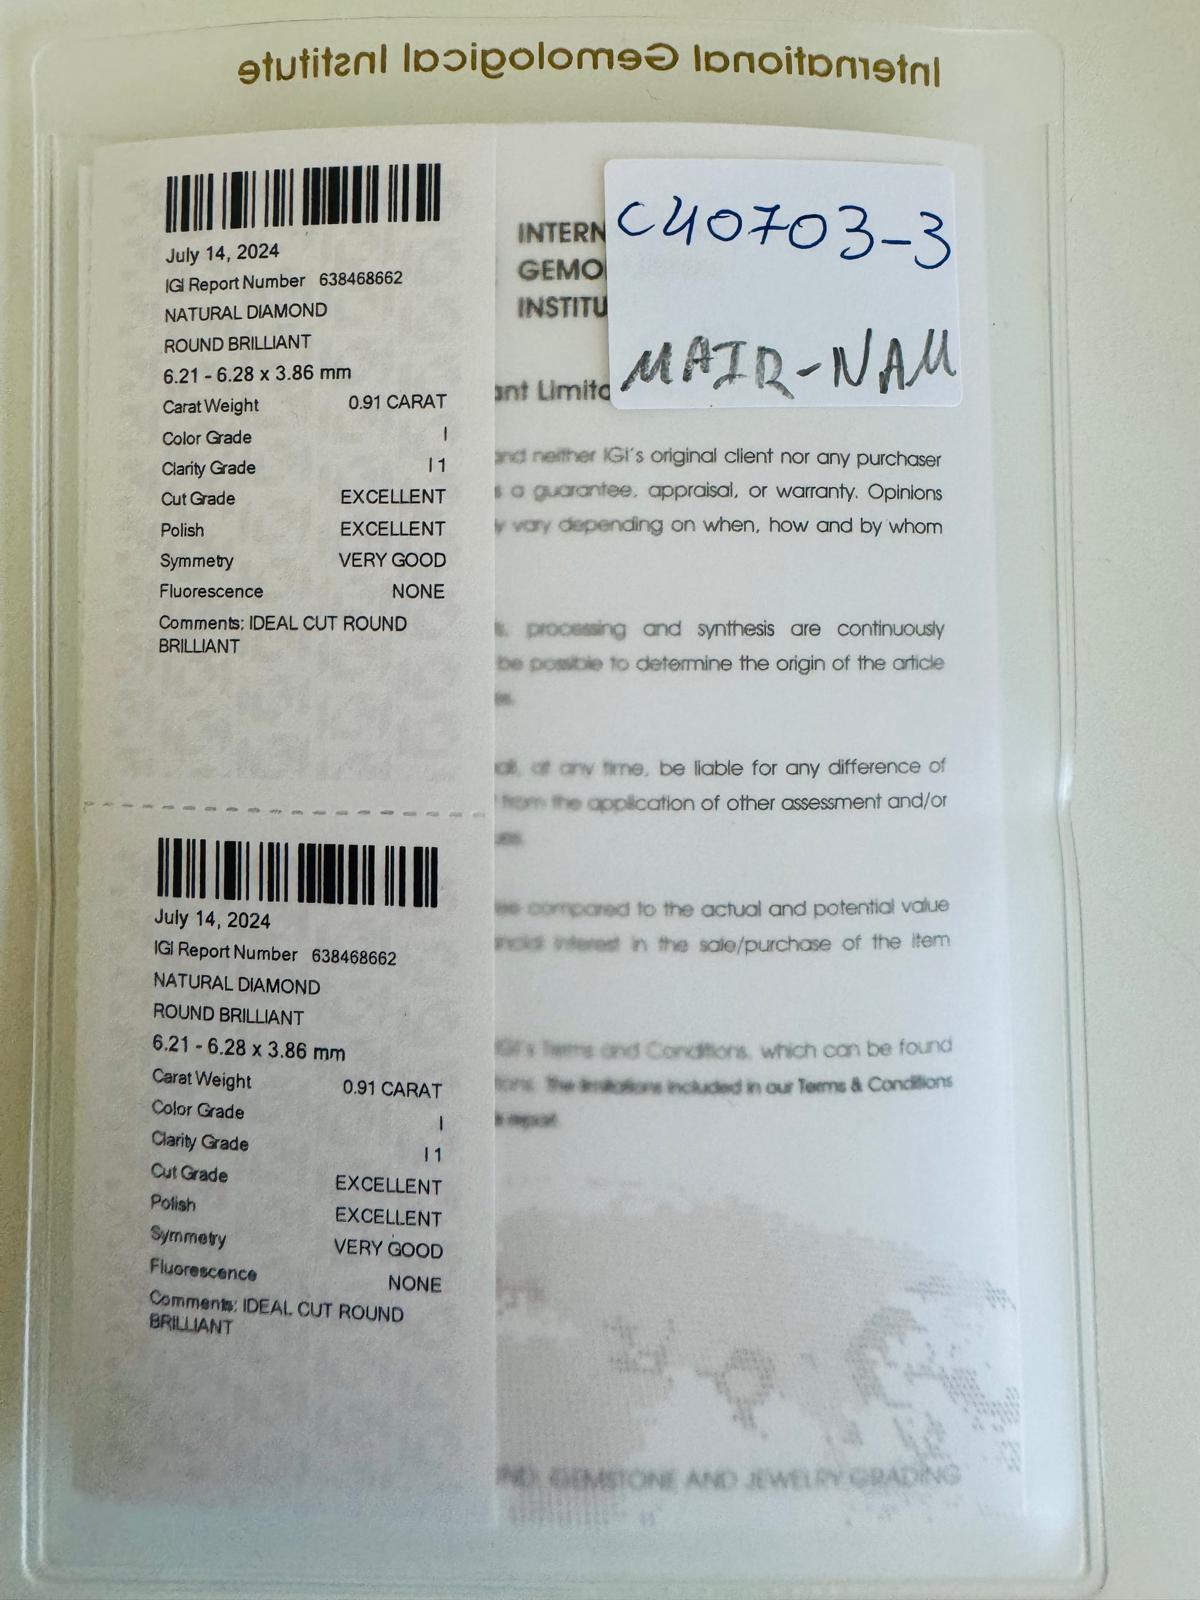 International Gemological Institute
July 14, 2024
IGI Report Number 638468662
NATURAL DIAMOND
ROUND BRILLIANT
6.21 - 6.28 x 3.86 mm
Carat Weight 0.91 CARAT
Color Grade I
Clarity Grade I 1
Cut Grade EXCELLENT
Polish EXCELLENT
Symmetry VERY GOOD
Fluorescence NONE
Comments: IDEAL CUT ROUND
BRILLIANT
July 14, 2024
IGI Report Number 638468662
NATURAL DIAMOND
ROUND BRILLIANT
6.21 - 6.28 x 3.86 mm
Carat Weight 0.91 CARAT
Color Grade I
Clarity Grade I 1
Cut Grade EXCELLENT
Polish EXCELLENT
Symmetry VERY GOOD
Fluorescence NONE
Comments: IDEAL CUT ROUND
BRILLIANT
C40703-3
MAIR-NAM
INTERN
GEMO
INSTITU
ant Limita
and neither IGI's original client nor any purchaser
a guarantee, appraisal, or warranty. Opinions
vary depending on when, how and by whom
processing and synthesis are continuously
be possible to determine the origin of the article
at any time, be liable for any difference of
from the application of other assessment and/or
compared to the actual and potential value
interest in the sale/purchase of the item
IGI's Terms and Conditions, which can be found
The limitations included in our Terms & Conditions
report.
GEMSTONE AND JEWELRY GRADING